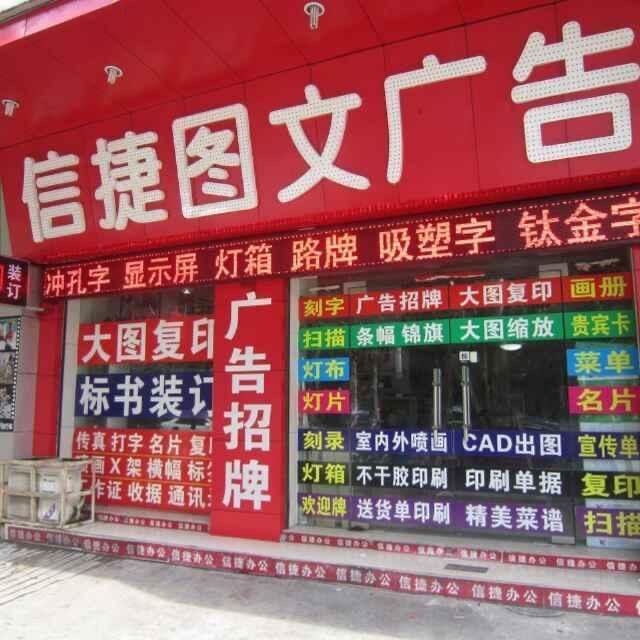 信捷图文广告
冲孔字 显示屏 灯箱 路牌 吸塑字 钛金字
装订
大图复印
标书装订
传真 打字 名片 复印
喷画 X架 横幅 标
作证 收据 通讯
广告招牌
刻字 广告招牌 大图复印 画册
扫描 条幅 锦旗 大图缩放 贵宾卡
灯布 菜单
灯片 名片
刻录 室内外喷画 CAD出图 宣传单
灯箱 不干胶印刷 印刷单据 复印
欢迎牌 送货单印刷 精美菜谱 扫描
信捷办公 信捷办公 信捷办公 信捷办公 信捷办公 信捷办公